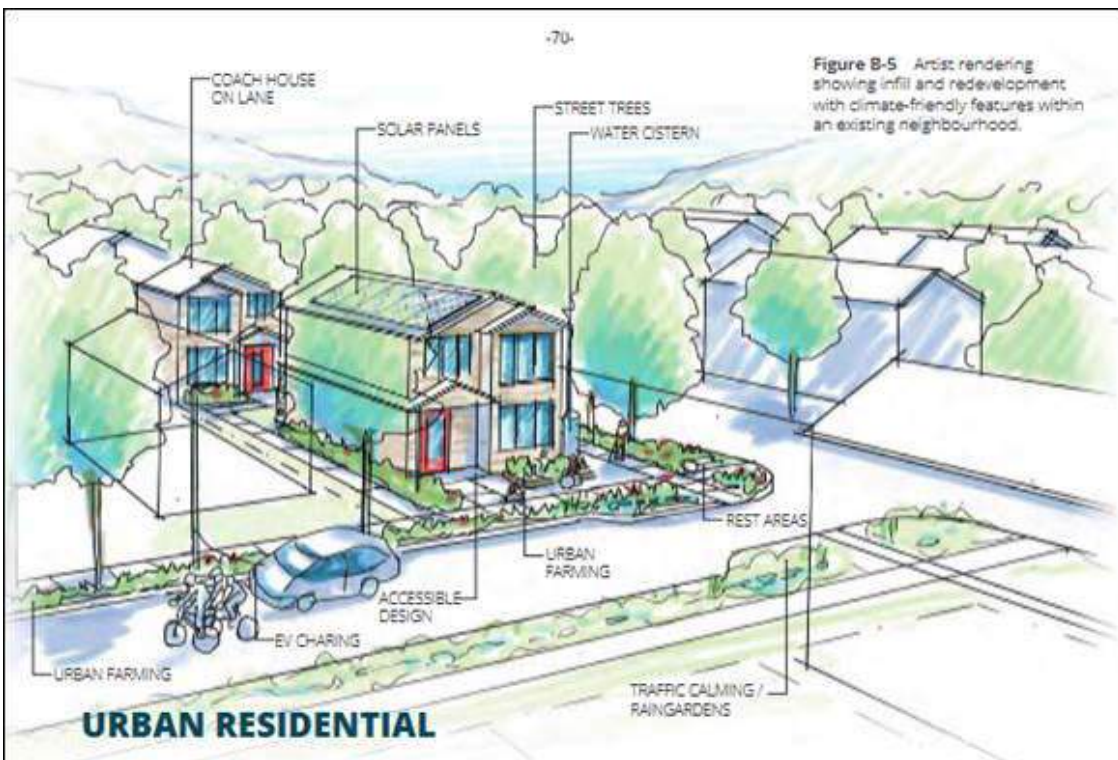 -70-
Figure B-5 Artist rendering
showing infill and redevelopment
with climate-friendly features within
an existing neighbourhood.
COACH HOUSE
ON LANE
SOLAR PANELS
STREET TREES
WATER CISTERN
REST AREAS
URBAN
FARMING
ACCESSIBLE
DESIGN
EV CHARING
URBAN FARMING
TRAFFIC CALMING /
RAINGARDENS
URBAN RESIDENTIAL